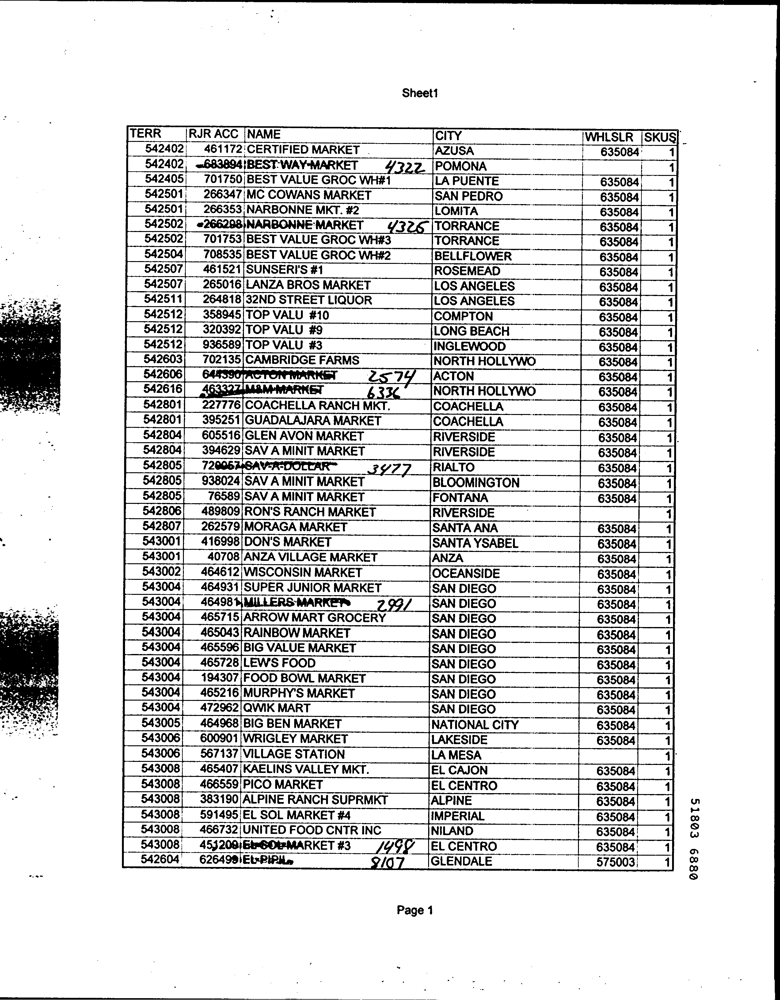 Sheet1
TERR RJR ACC NAME CITY WHLSLR SKUS
542402 461172 CERTIFIED MARKET AZUSA 635084 1
542402 683894 BEST WAY MARKET 4322 POMONA 1
542405 701750 BEST VALUE GROC WH#1 LA PUENTE 635084 1
542501 266347 MC COWANS MARKET SAN PEDRO 635084 1
542501 266353 NARBONNE MKT. #2 LOMITA 635084 1
542502 266298 NARBONNE MARKET 4326 TORRANCE 635084 1
542502 701753 BEST VALUE GROC WH#3 TORRANCE 635084 1
542504 708535 BEST VALUE GROC WH#2 BELLFLOWER 635084 1
542507 461521 SUNSERI'S #1 ROSEMEAD 635084 1
542507 265016 LANZA BROS MARKET LOS ANGELES 635084 1
542511 264818 32ND STREET LIQUOR LOS ANGELES 635084 1
542512 358945 TOP VALU #10 COMPTON 635084 1
542512 320392 TOP VALU #9 LONG BEACH 635084 1
542512 936589 TOP VALU #3 INGLEWOOD 635084 1
542603 702135 CAMBRIDGE FARMS NORTH HOLLYWO 635084 1
542606 644390 ACTON MARKET 2574 ACTON 635084 1
542616 463327 M&M MARKET 6336 NORTH HOLLYWO 635084 1
542801 227776 COACHELLA RANCH MKT. COACHELLA 635084 1
542801 395251 GUADALAJARA MARKET COACHELLA 635084 1
542804 605516 GLEN AVON MARKET RIVERSIDE 635084 1
542804 394629 SAV A MINIT MARKET RIVERSIDE 635084 1
542805 SAV-A-DOLLAR 3477 RIALTO 635084 1
542805 938024 SAV A MINIT MARKET BLOOMINGTON 635084 1
542805 76589 SAV A MINIT MARKET FONTANA 635084 1
542806 489809 RON'S RANCH MARKET RIVERSIDE 1
542807 262579 MORAGA MARKET SANTA ANA 635084 1
543001 416998 DON'S MARKET SANTA YSABEL 635084 1
543001 40708 ANZA VILLAGE MARKET ANZA 635084 1
543002 464612 WISCONSIN MARKET OCEANSIDE 635084 1
543004 464931 SUPER JUNIOR MARKET SAN DIEGO 635084 1
543004 464981 MILLERS MARKET 2991 SAN DIEGO 635084 1
543004 465715 ARROW MART GROCERY SAN DIEGO 635084 1
543004 465043 RAINBOW MARKET SAN DIEGO 635084 1
543004 465596 BIG VALUE MARKET SAN DIEGO 635084 1
543004 465728 LEW'S FOOD SAN DIEGO 635084 1
543004 194307 FOOD BOWL MARKET SAN DIEGO 635084 1
543004 465216 MURPHY'S MARKET SAN DIEGO 635084 1
543004 472962 QWIK MART SAN DIEGO 635084 1
543005 464968 BIG BEN MARKET NATIONAL CITY 635084 1
543006 600901 WRIGLEY MARKET LAKESIDE 635084 1
543006 567137 VILLAGE STATION LA MESA 1
543008 465407 KAELINS VALLEY MKT. EL CAJON 635084 1
543008 466559 PICO MARKET EL CENTRO 635084 1
543008 383190 ALPINE RANCH SUPRMKT ALPINE 635084 1
543008 591495 EL SOL MARKET #4 IMPERIAL 635084 1
543008 466732 UNITED FOOD CNTR INC NILAND 635084 1
543008 EL SOL MARKET #3 1498 EL CENTRO 635084 1
542604 626499 EL PIPIL 8107 GLENDALE 575003 1
51803 6880
Page 1